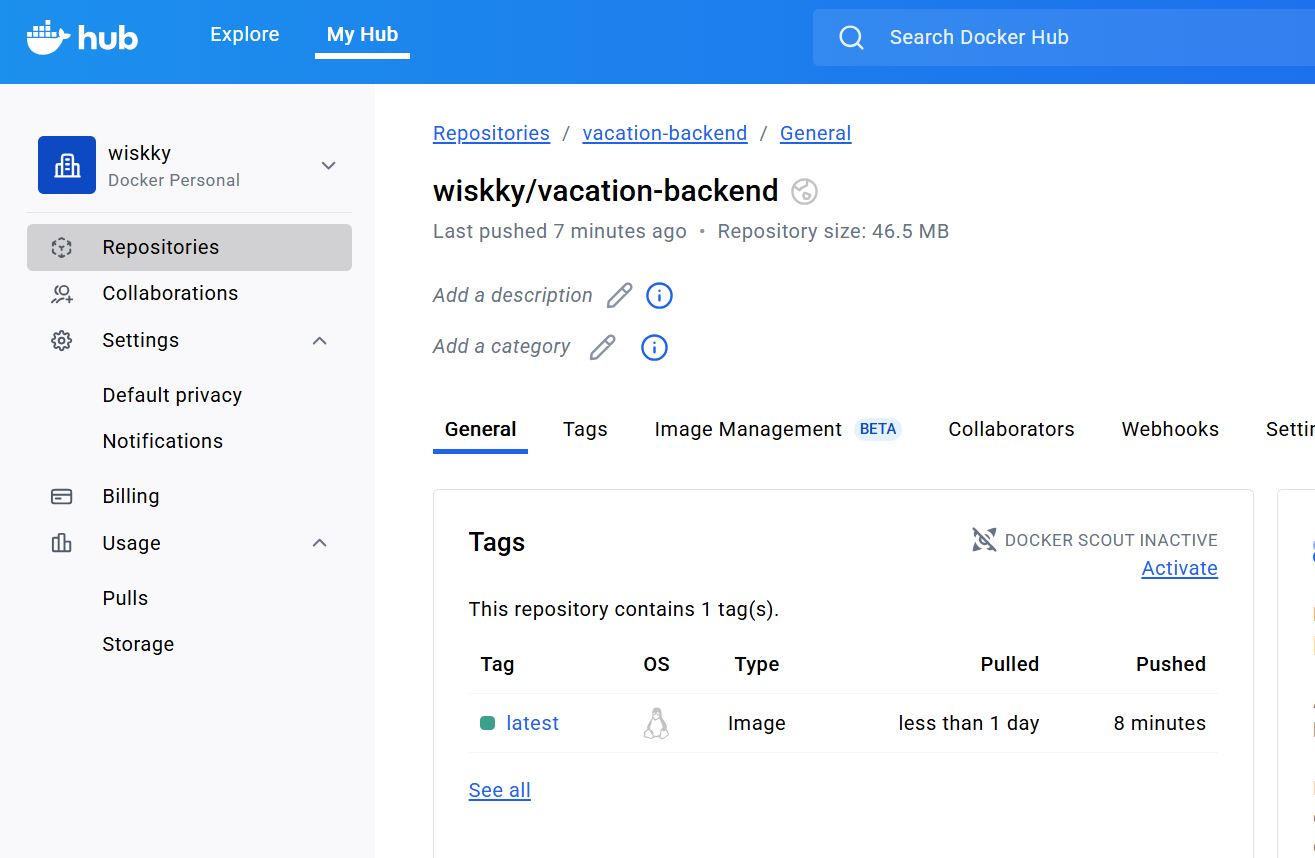 hub
Explore
My Hub
Search Docker Hub
wiskky
Docker Personal
Repositories
Collaborations
Settings
Default privacy
Notifications
Billing
Usage
Pulls
Storage
Repositories / vacation-backend / General
wiskky/vacation-backend
Last pushed 7 minutes ago • Repository size: 46.5 MB
Add a description
Add a category
General Tags Image Management BETA Collaborators Webhooks
Tags
DOCKER SCOUT INACTIVE
Activate
This repository contains 1 tag(s).
Tag OS Type Pulled Pushed
latest Image less than 1 day 8 minutes
See all